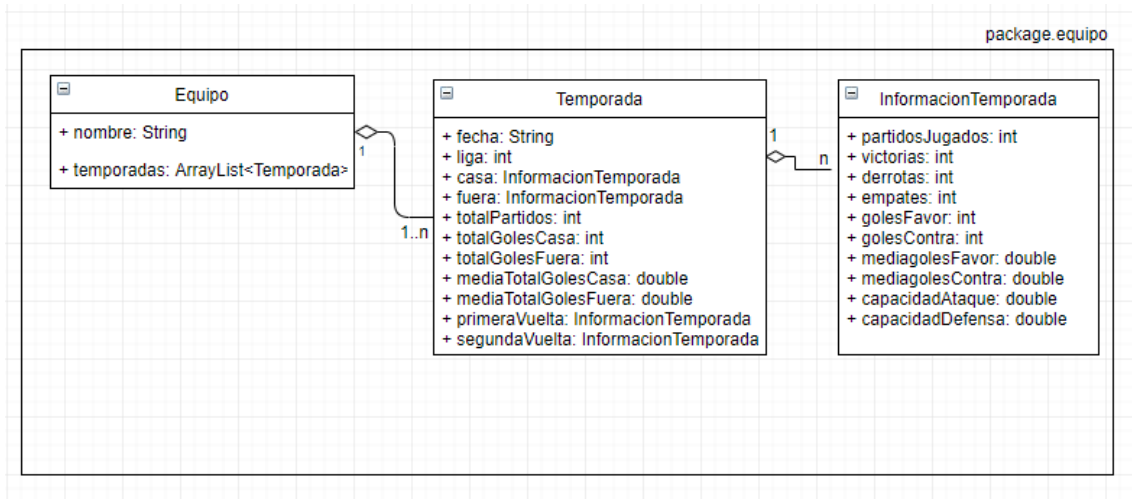 package.equipo
Equipo
+ nombre: String
+ temporadas: ArrayList<Temporada>
1
1..n
Temporada
+ fecha: String
+ liga: int
+ casa: InformacionTemporada
+ fuera: InformacionTemporada
+ totalPartidos: int
+ totalGolesCasa: int
+ totalGolesFuera: int
+ mediaTotalGolesCasa: double
+ mediaTotalGolesFuera: double
+ primeraVuelta: InformacionTemporada
+ segundaVuelta: InformacionTemporada
1
n
InformacionTemporada
+ partidosJugados: int
+ victorias: int
+ derrotas: int
+ empates: int
+ golesFavor: int
+ golesContra: int
+ mediagolesFavor: double
+ mediagolesContra: double
+ capacidadAtaque: double
+ capacidadDefensa: double